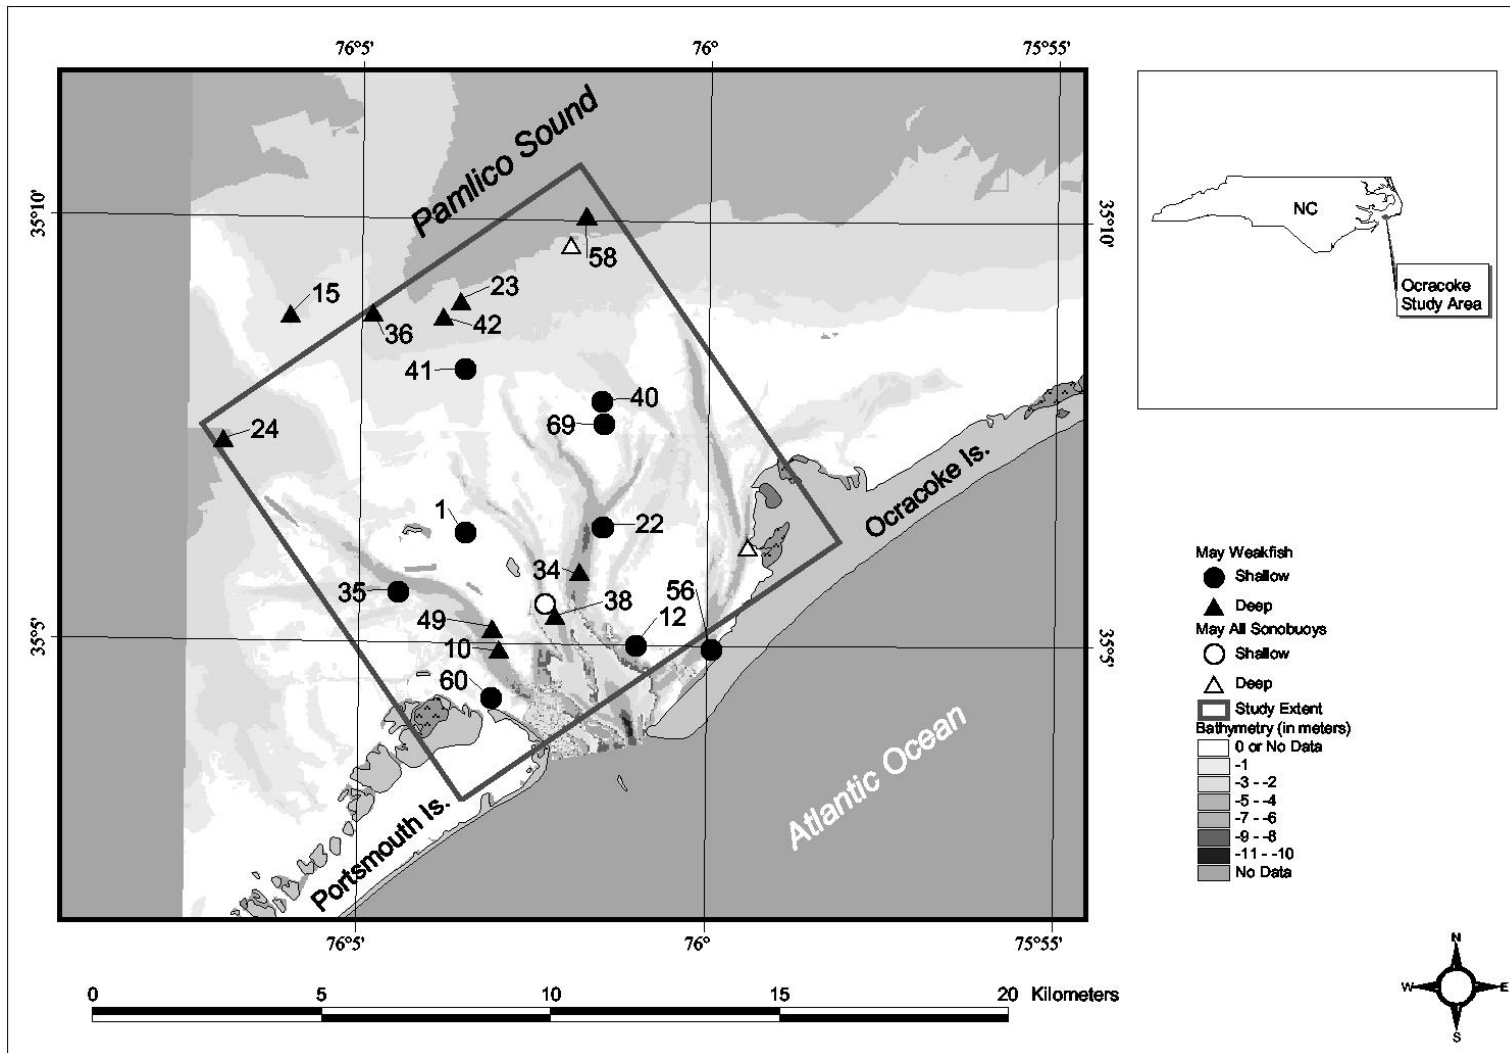 76°5'
76°
75°55'
35°10'
35°10'
Pamlico Sound
58
15
23
36
42
41
40
69
24
1
22
34
35
38
56
12
49
10
60
35°5'
35°5'
Ocracoke Is.
Portsmouth Is.
Atlantic Ocean
76°5'
76°
75°55'
0
5
10
15
20 Kilometers
NC
Ocracoke
Study Area
May Weakfish
Shallow
Deep
May All Sonobuoys
Shallow
Deep
Study Extent
Bathymetry (in meters)
0 or No Data
-1
-3 - -2
-5 - -4
-7 - -6
-9 - -8
-11 - -10
No Data
N
W
E
S